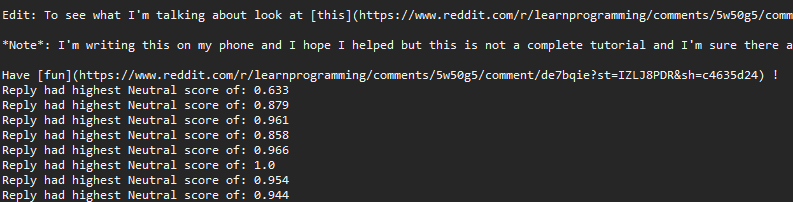 Edit: To see what I'm talking about look at [this](https://www.reddit.com/r/learnprogramming/comments/5w50g5/comm
*Note*: I'm writing this on my phone and I hope I helped but this is not a complete tutorial and I'm sure there a
Have [fun](https://www.reddit.com/r/learnprogramming/comments/5w50g5/comment/de7bqie?st=IZLJ8PDR&sh=c4635d24) !
Reply had highest Neutral score of: 0.633
Reply had highest Neutral score of: 0.879
Reply had highest Neutral score of: 0.961
Reply had highest Neutral score of: 0.858
Reply had highest Neutral score of: 0.966
Reply had highest Neutral score of: 1.0
Reply had highest Neutral score of: 0.954
Reply had highest Neutral score of: 0.944